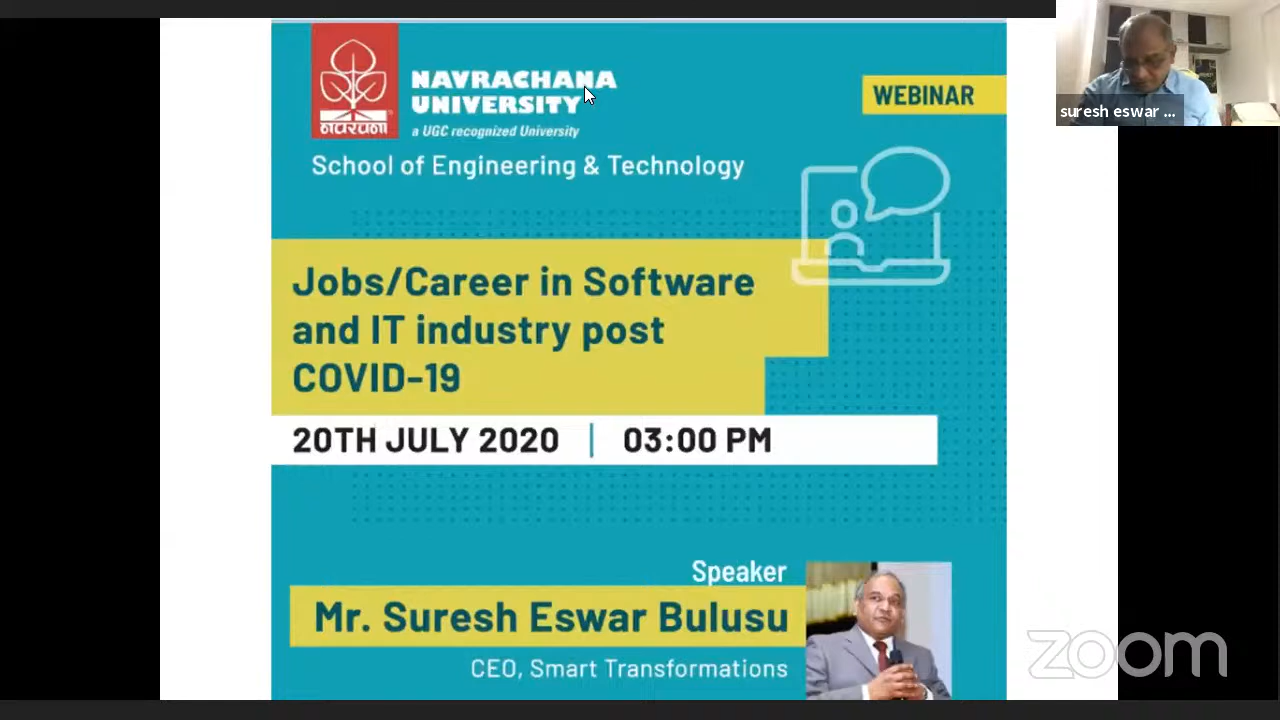 NAVRACHANA
UNIVERSITY
a UGC recognized University
નવરચના
School of Engineering & Technology
WEBINAR
suresh eswar ...
Jobs/Career in Software
and IT industry post
COVID-19
20TH JULY 2020 | 03:00 PM
Speaker
Mr. Suresh Eswar Bulusu
CEO, Smart Transformations
zoom